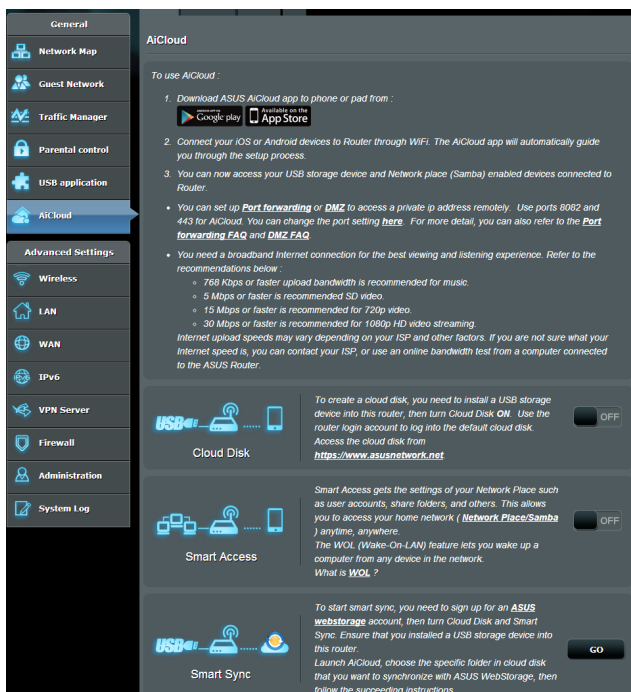 General
Network Map
Guest Network
Traffic Manager
Parental control
USB application
AiCloud
Advanced Settings
Wireless
LAN
WAN
IPv6
VPN Server
Firewall
Administration
System Log
AiCloud
To use AiCloud :
1. Download ASUS AiCloud app to phone or pad from :
Google play
Available on the
App Store
2. Connect your iOS or Android devices to Router through WiFi. The AiCloud app will automatically guide
you through the setup process.
3. You can now access your USB storage device and Network place (Samba) enabled devices connected to
Router.
• You can set up Port forwarding or DMZ to access a private ip address remotely. Use ports 8082 and
443 for AiCloud. You can change the port setting here. For more detail, you can also refer to the Port
forwarding FAQ and DMZ FAQ.
• You need a broadband Internet connection for the best viewing and listening experience. Refer to the
recommendations below :
○ 768 Kbps or faster upload bandwidth is recommended for music.
○ 5 Mbps or faster is recommended SD video.
○ 15 Mbps or faster is recommended for 720p video.
○ 30 Mbps or faster is recommended for 1080p HD video streaming.
Internet upload speeds may vary depending on your ISP and other factors. If you are not sure what your
Internet speed is, you can contact your ISP, or use an online bandwidth test from a computer connected
to the ASUS Router.
USB
Cloud Disk
To create a cloud disk, you need to install a USB storage
device into this router, then turn Cloud Disk ON. Use the
router login account to log into the default cloud disk.
Access the cloud disk from
https://www.asusnetwork.net.
OFF
Smart Access
Smart Access gets the settings of your Network Place such
as user accounts, share folders, and others. This allows
you to access your home network ( Network Place/Samba
) anytime, anywhere.
The WOL (Wake-On-LAN) feature lets you wake up a
computer from any device in the network.
What is WOL ?
OFF
USB
Smart Sync
To start smart sync, you need to sign up for an ASUS
webstorage account, then turn Cloud Disk and Smart
Sync. Ensure that you installed a USB storage device into
this router.
Launch AiCloud, choose the specific folder in cloud disk
that you want to synchronize with ASUS WebStorage, then
follow the succeeding instructions
GO